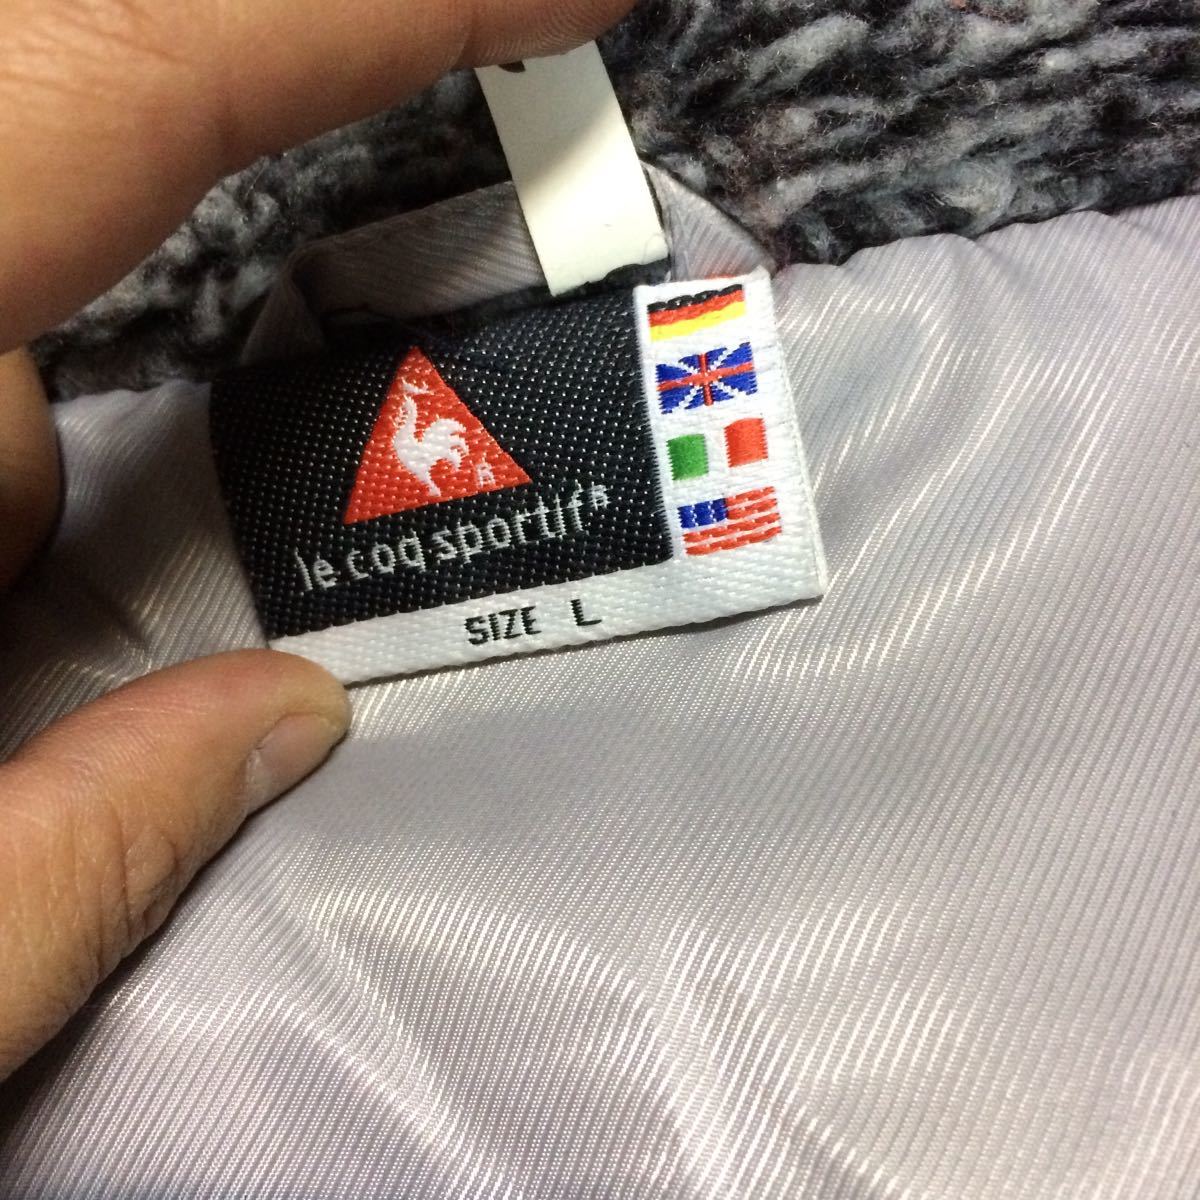 R
le coq sportif®
SIZE L